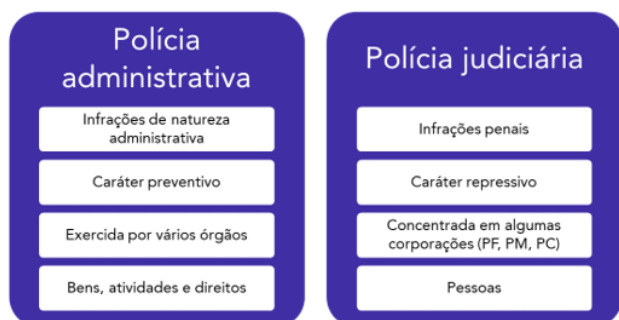 Polícia
administrativa
Infrações de natureza
administrativa
Caráter preventivo
Exercida por vários órgãos
Bens, atividades e direitos
Polícia judiciária
Infrações penais
Caráter repressivo
Concentrada em algumas
corporações (PF, PM, PC)
Pessoas